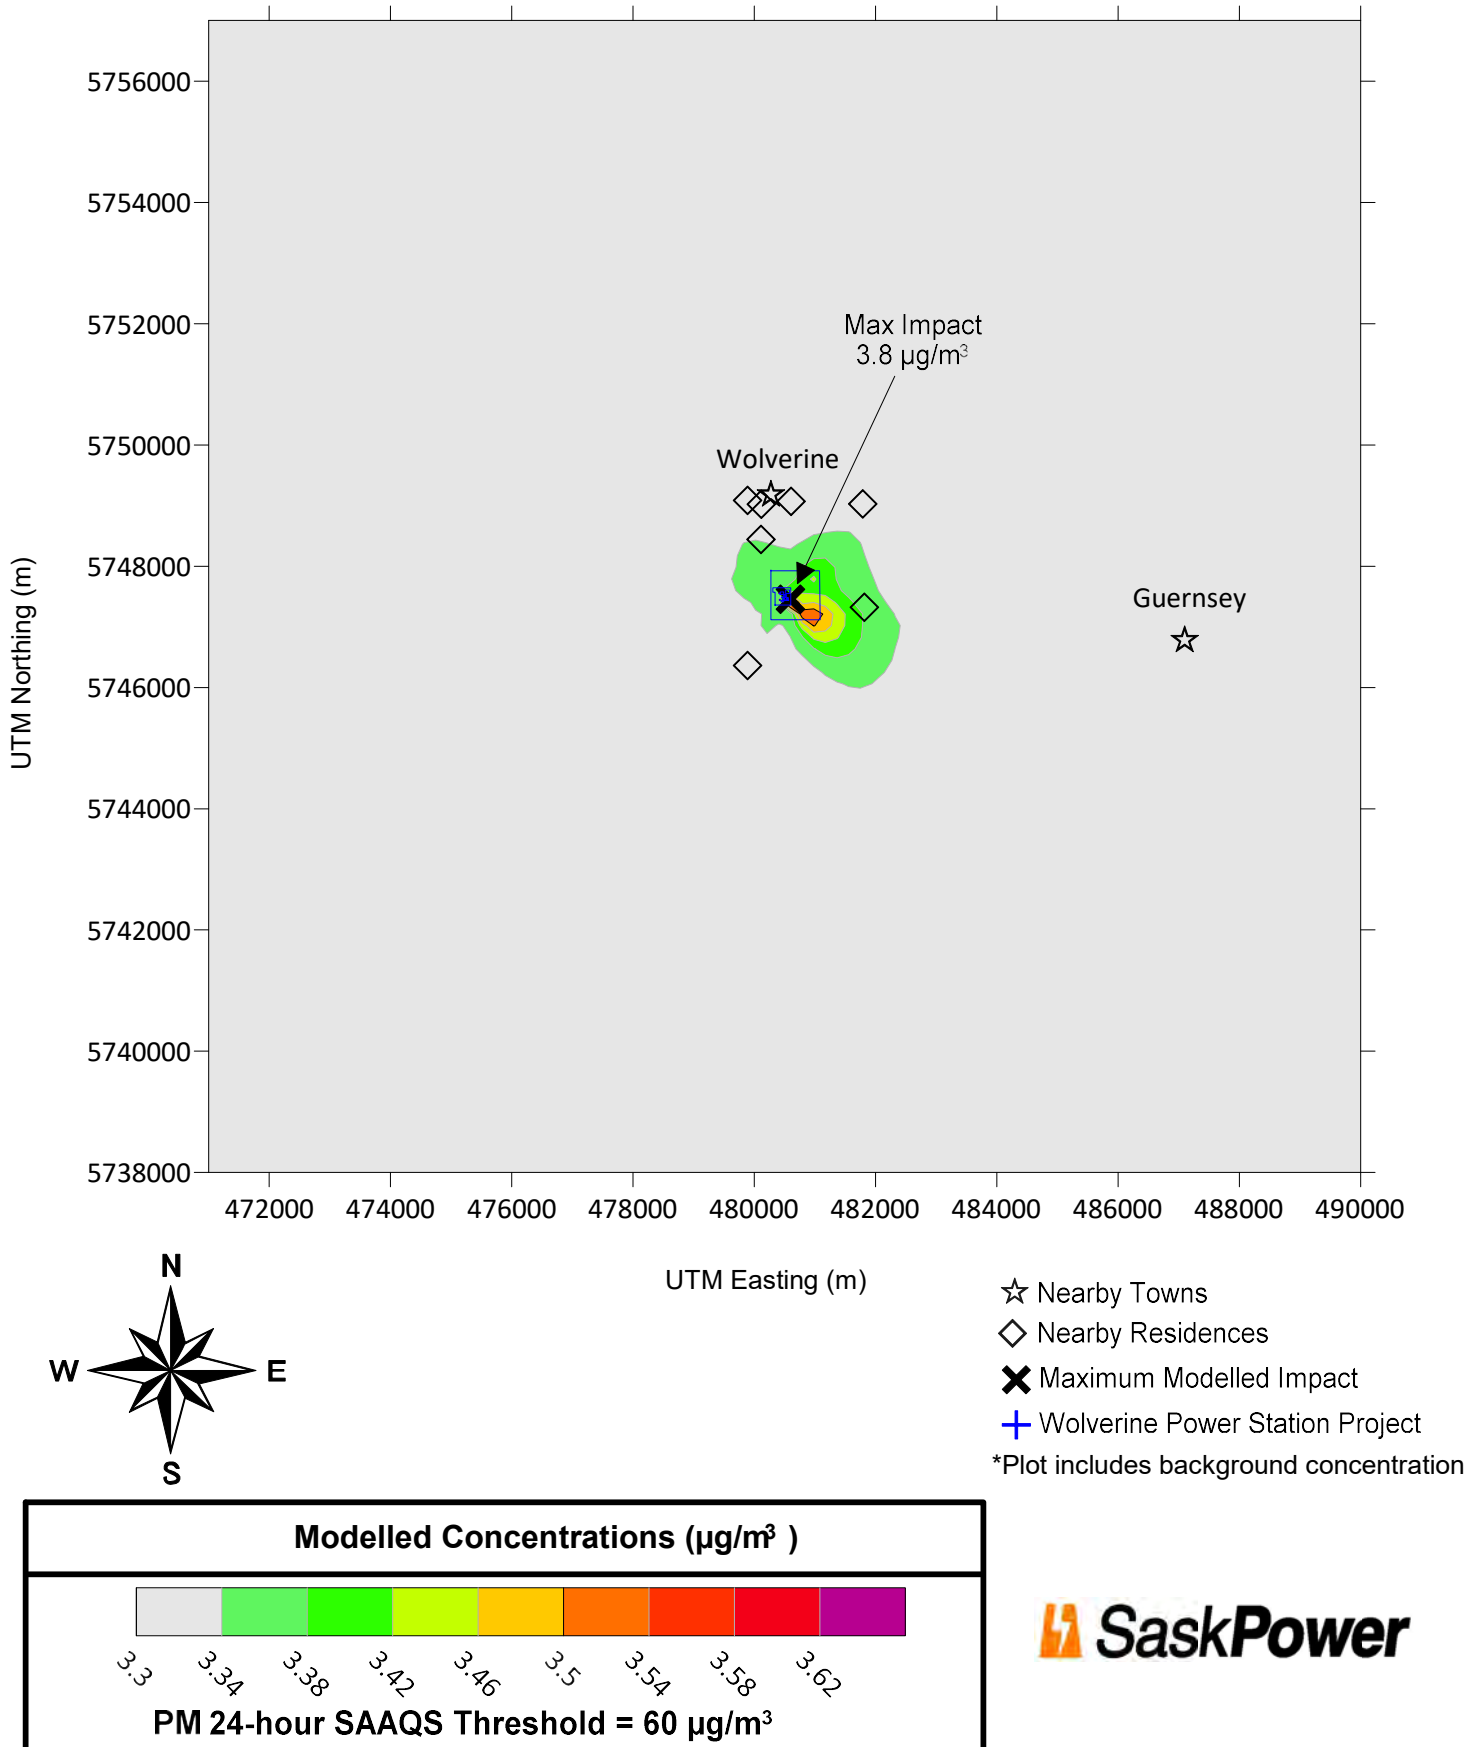 5756000
5754000
5752000
5750000
5748000
5746000
5744000
5742000
5740000
5738000
UTM Northing (m)
Max Impact
3.8 µg/m³
Wolverine
Guernsey
472000 474000 476000 478000 480000 482000 484000 486000 488000 490000
UTM Easting (m)
N
W E
S
Nearby Towns
Nearby Residences
Maximum Modelled Impact
Wolverine Power Station Project
*Plot includes background concentration
Modelled Concentrations (µg/m³ )
3.3 3.34 3.38 3.42 3.46 3.5 3.54 3.58 3.62
PM 24-hour SAAQS Threshold = 60 µg/m³
SaskPower